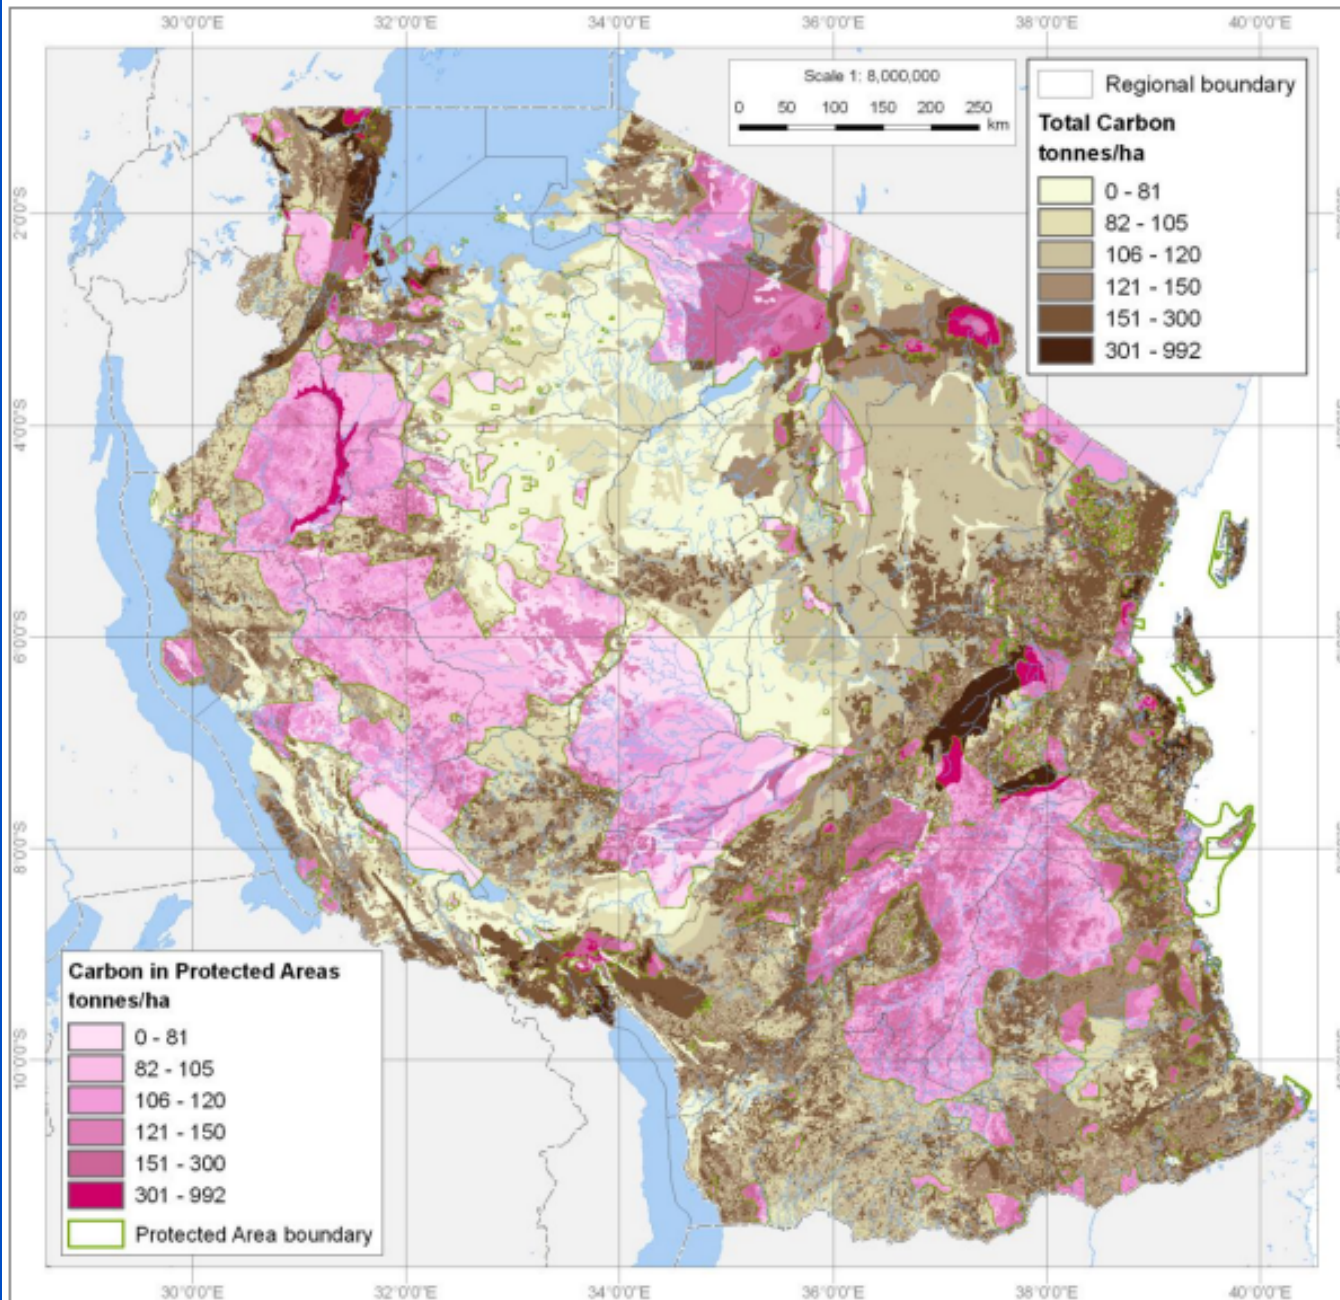 30°0'0"E 32°0'0"E 34°0'0"E 36°0'0"E 38°0'0"E 40°0'0"E
Scale 1: 8,000,000
0 50 100 150 200 250
km
Regional boundary
Total Carbon
tonnes/ha
0 - 81
82 - 105
106 - 120
121 - 150
151 - 300
301 - 992
2°0'0"S
4°0'0"S
6°0'0"S
8°0'0"S
10°0'0"S
Carbon in Protected Areas
tonnes/ha
0 - 81
82 - 105
106 - 120
121 - 150
151 - 300
301 - 992
Protected Area boundary
30°0'0"E 32°0'0"E 34°0'0"E 36°0'0"E 38°0'0"E 40°0'0"E